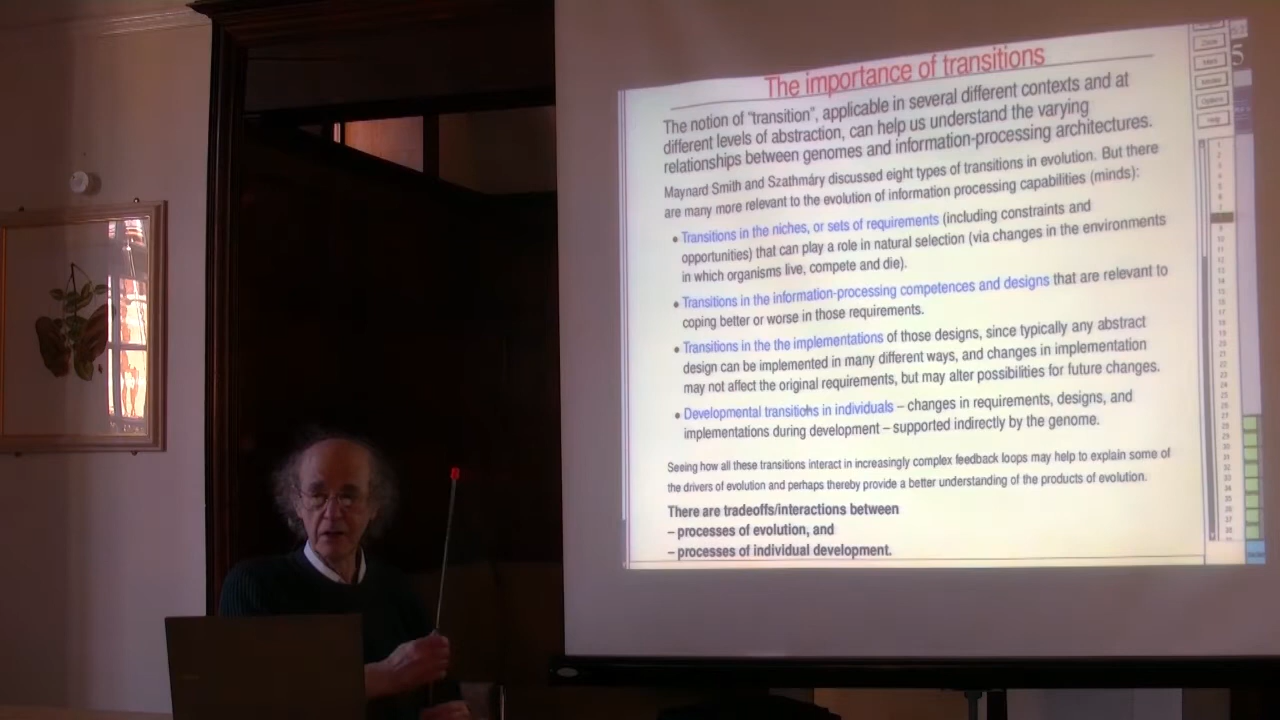 The importance of transitions
The notion of "transition", applicable in several different contexts and at
different levels of abstraction, can help us understand the varying
relationships between genomes and information-processing architectures.
Maynard Smith and Szathmáry discussed eight types of transitions in evolution. But there
are many more relevant to the evolution of information processing capabilities (minds):
• Transitions in the niches, or sets of requirements (including constraints and
opportunities) that can play a role in natural selection (via changes in the environments
in which organisms live, compete and die).
• Transitions in the information-processing competences and designs that are relevant to
coping better or worse in those requirements.
• Transitions in the the implementations of those designs, since typically any abstract
design can be implemented in many different ways, and changes in implementation
may not affect the original requirements, but may alter possibilities for future changes.
• Developmental transitions in individuals – changes in requirements, designs, and
implementations during development – supported indirectly by the genome.
Seeing how all these transitions interact in increasingly complex feedback loops may help to explain some of
the drivers of evolution and perhaps thereby provide a better understanding of the products of evolution.
There are tradeoffs/interactions between
– processes of evolution, and
– processes of individual development.